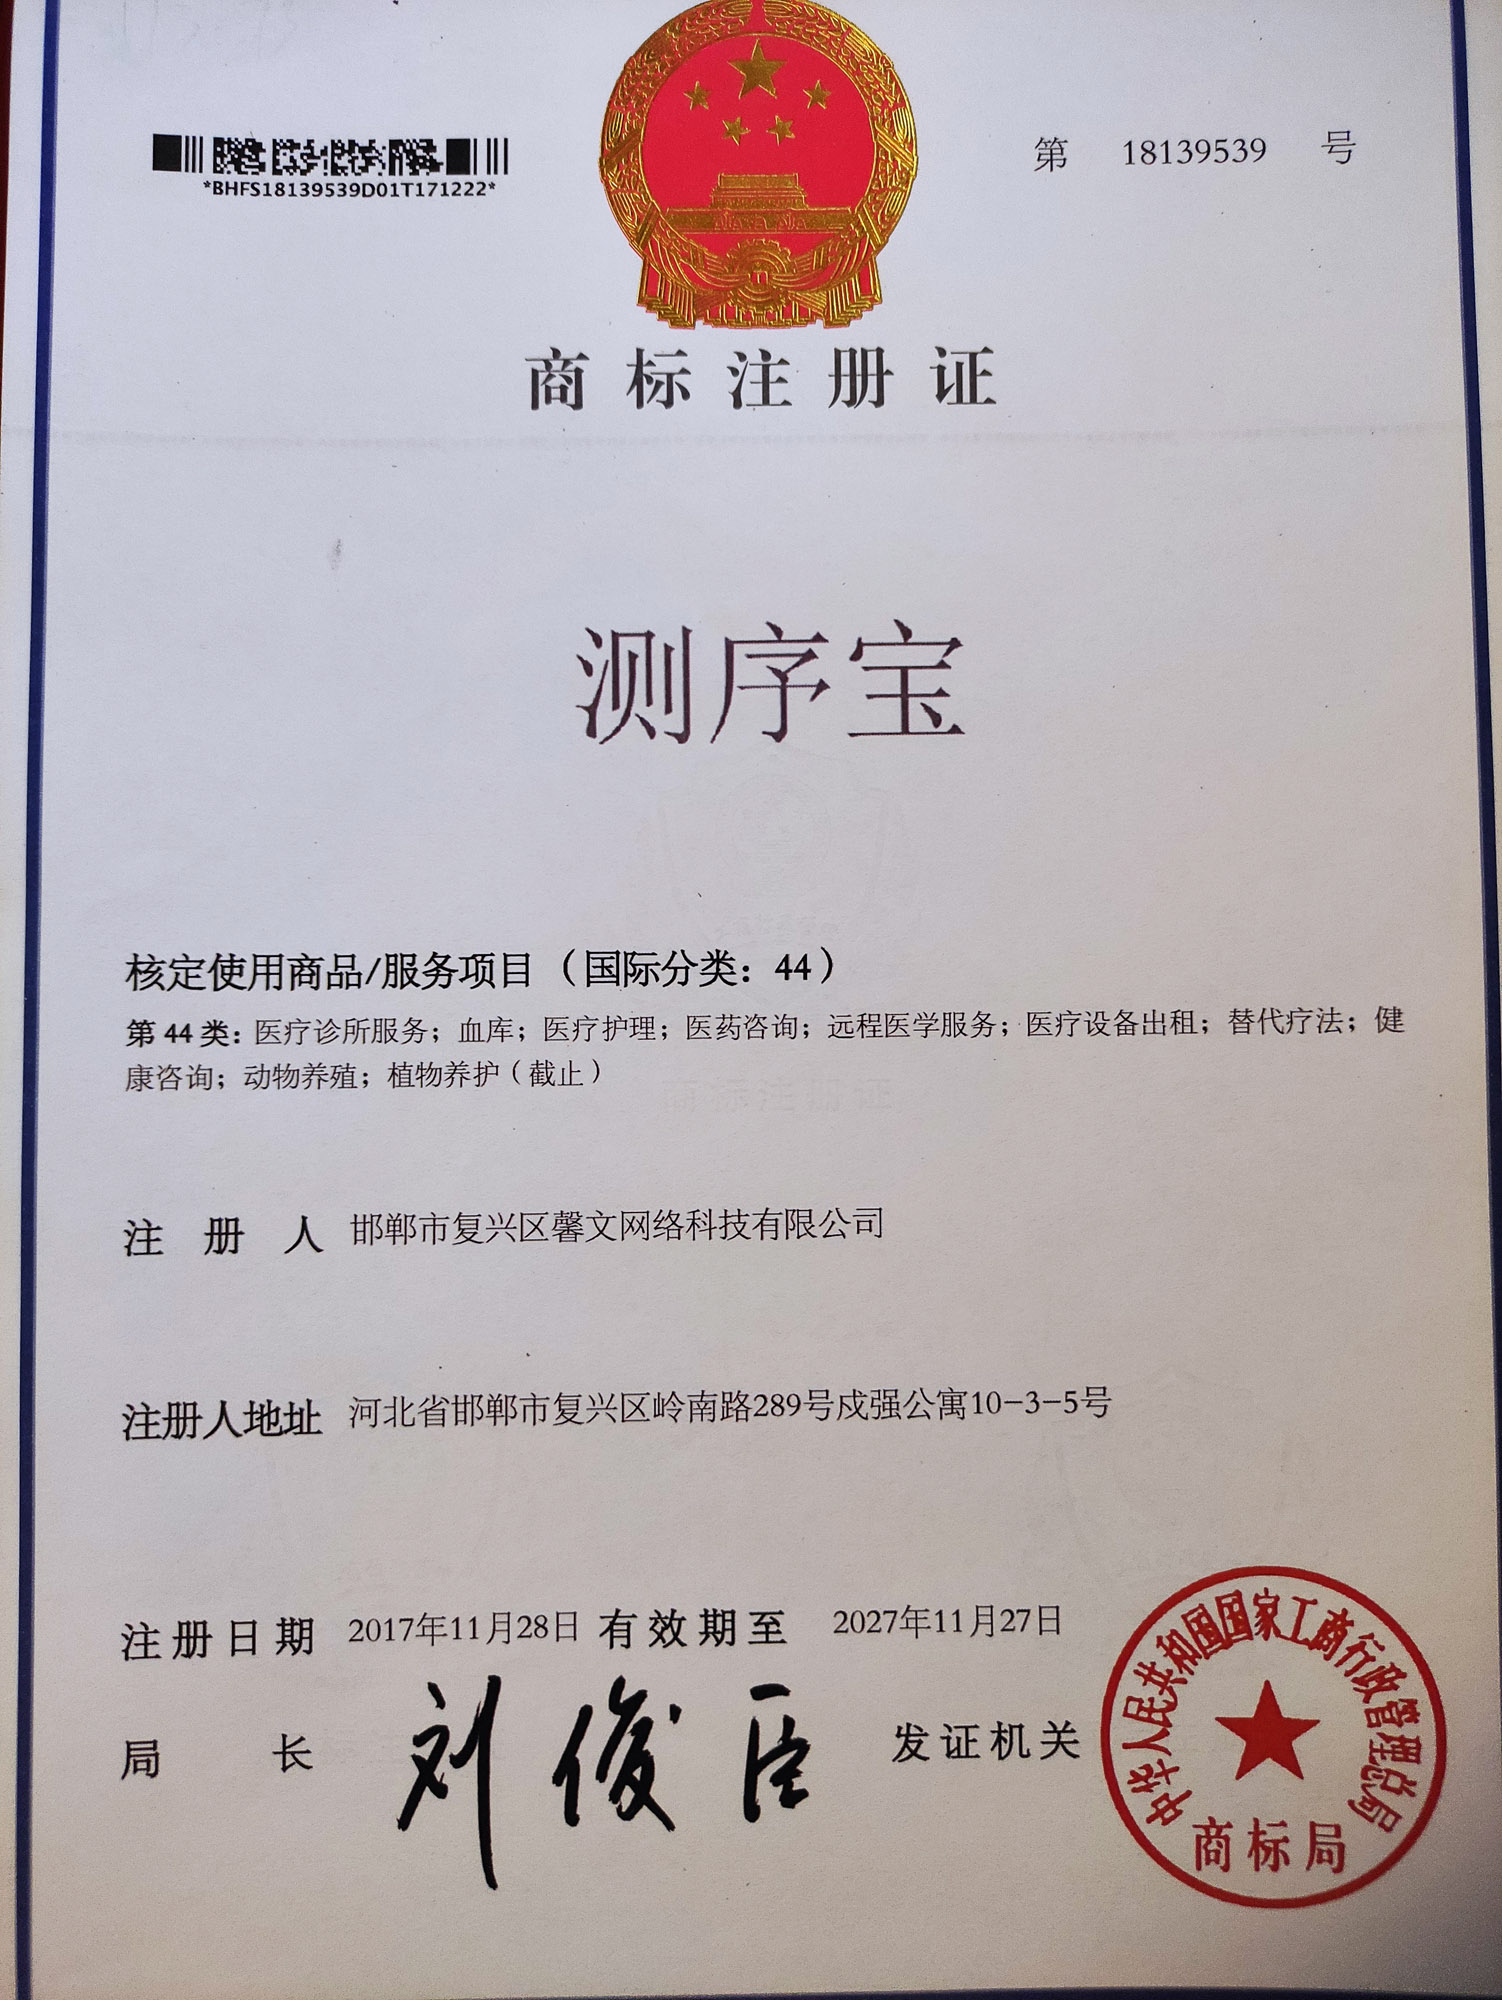 第 18139539 号
*BHFS18139539D01T171222*
商标注册证
测序宝
核定使用商品/服务项目（国际分类：44）
第 44 类：医疗诊所服务；血库；医疗护理；医药咨询；远程医学服务；医疗设备出租；替代疗法；健
康咨询；动物养殖；植物养护（截止）
商标注册证
注册人 邯郸市复兴区馨文网络科技有限公司
注册人地址 河北省邯郸市复兴区岭南路289号戍强公寓10-3-5号
注册日期 2017年11月28日 有效期至 2027年11月27日
局长 刘俊臣 发证机关
中华人民共和国国家工商行政管理总局
商标局